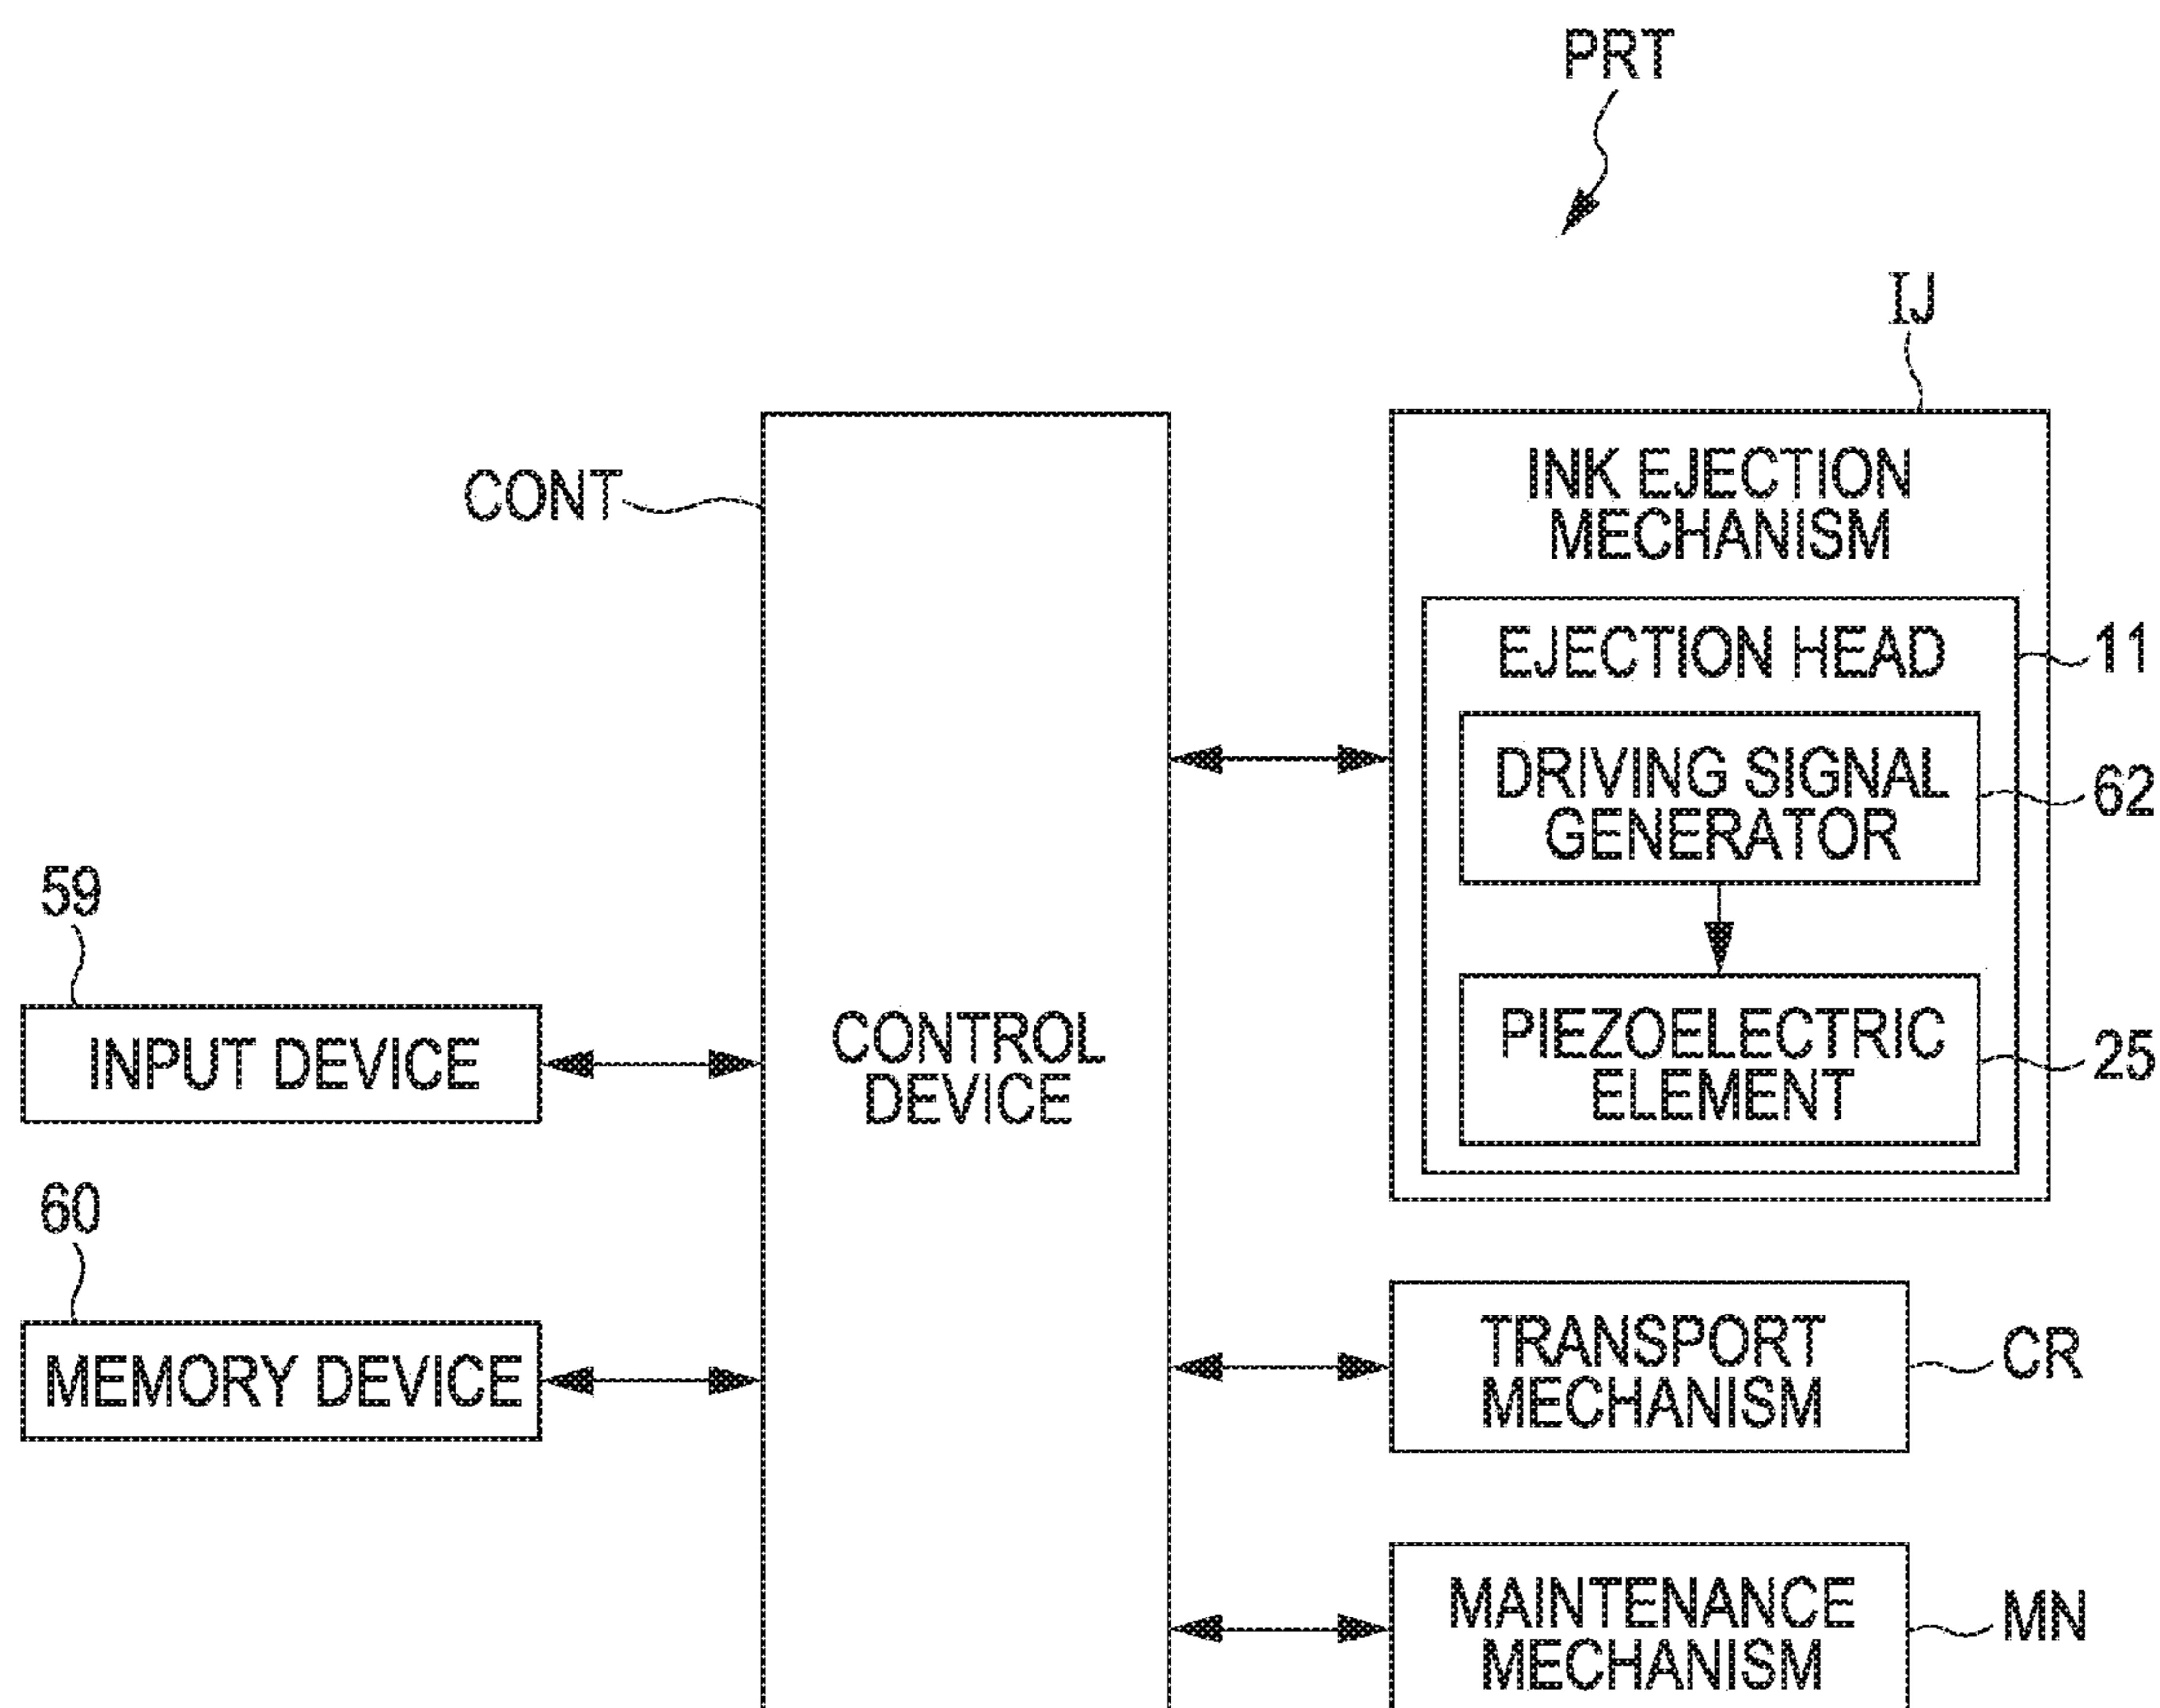 PRT
IJ
CONT
INK EJECTION
MECHANISM
EJECTION HEAD
11
DRIVING SIGNAL
GENERATOR
62
59
INPUT DEVICE
CONTROL
DEVICE
PIEZOELECTRIC
ELEMENT
25
60
MEMORY DEVICE
TRANSPORT
MECHANISM
CR
MAINTENANCE
MECHANISM
MN